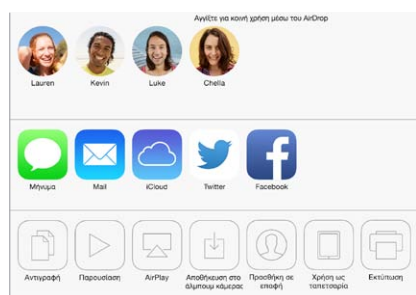 Αγγίξτε για κοινή χρήση μέσω του AirDrop
Lauren Kevin Luke Chella
Μήνυμα Mail iCloud Twitter Facebook
Αντιγραφή Παρουσίαση AirPlay Αποθήκευση στο Προσθήκη σε Χρήση ως Εκτύπωση
άλμπουμ κάμερας επαφή ταπετσαρία